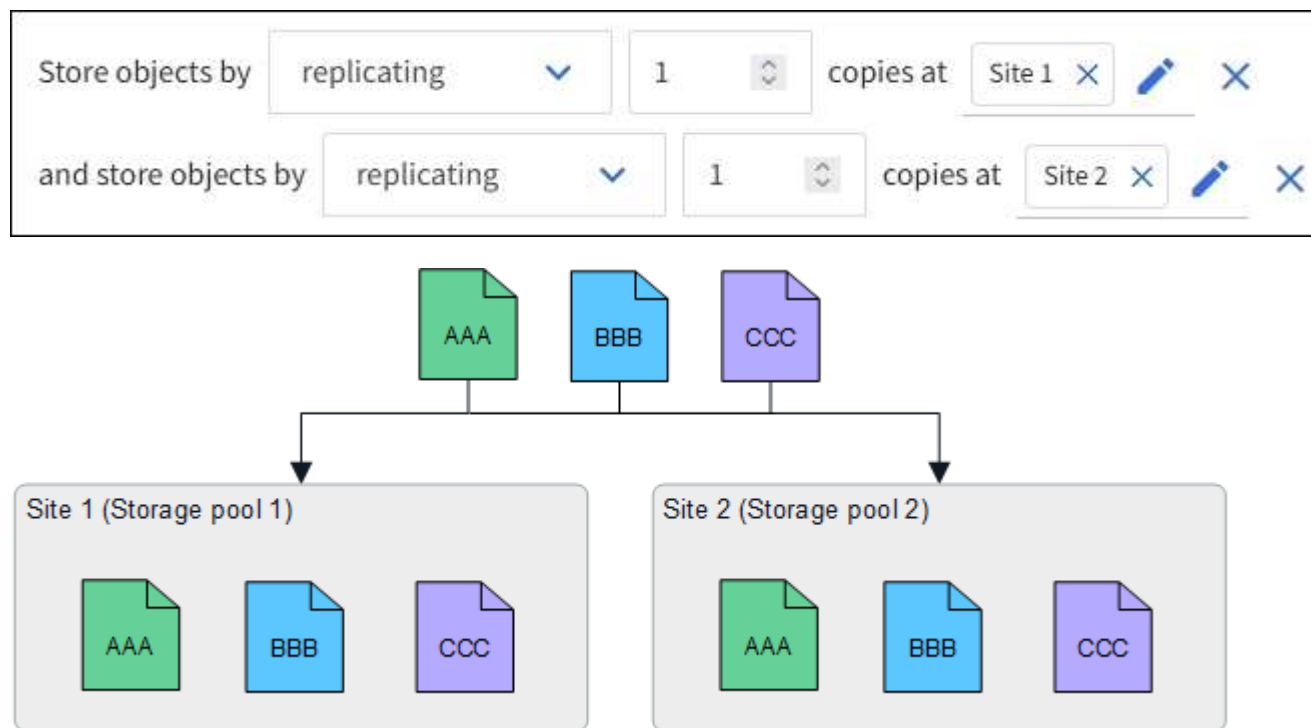 Store objects by replicating 1 copies at Site 1
and store objects by replicating 1 copies at Site 2
AAA BBB CCC
Site 1 (Storage pool 1) Site 2 (Storage pool 2)
AAA BBB CCC AAA BBB CCC